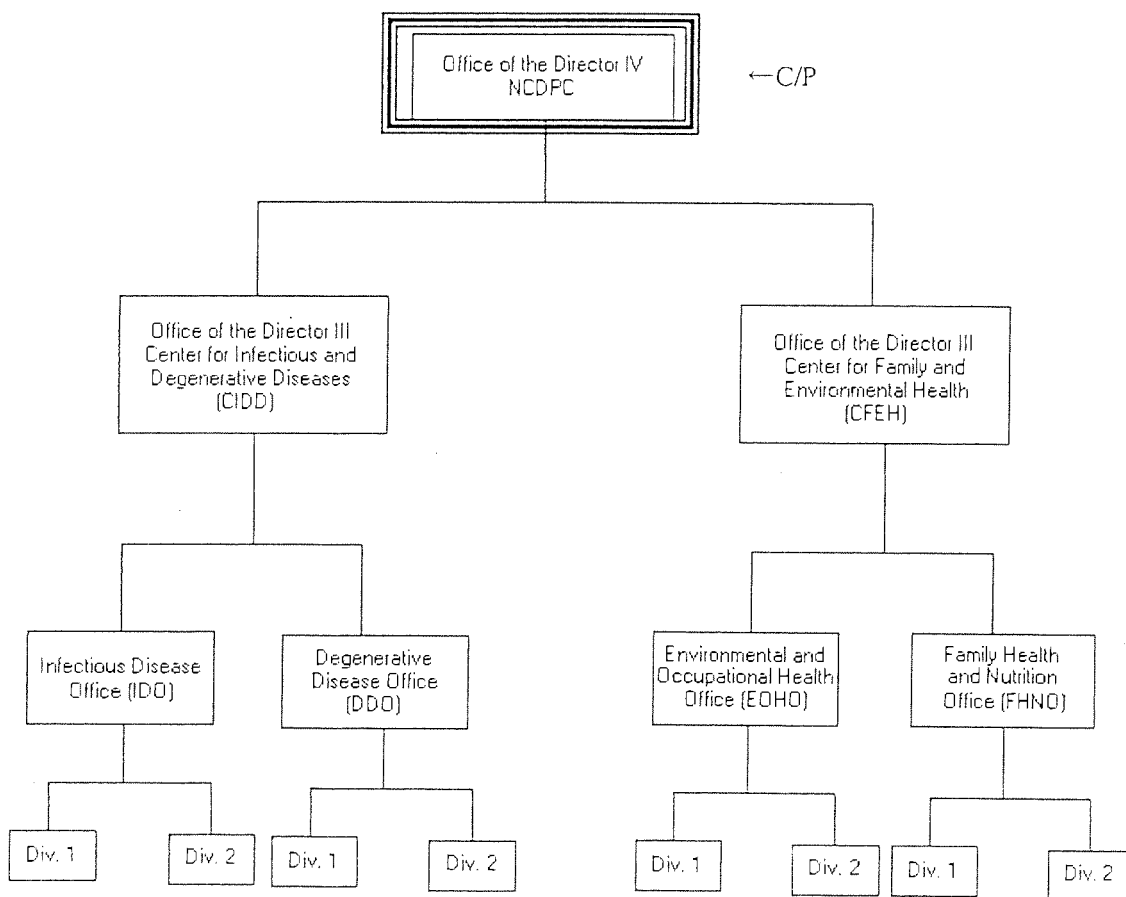 Office of the Director IV
NCDPC
←C/P
Office of the Director III
Center for Infectious and
Degenerative Diseases
(CIDD)
Office of the Director III
Center for Family and
Environmental Health
(CFEH)
Infectious Disease
Office (IDO)
Degenerative
Disease Office
(DDO)
Environmental and
Occupational Health
Office (EOHO)
Family Health
and Nutrition
Office (FHNO)
Div. 1
Div. 2
Div. 1
Div. 2
Div. 1
Div. 2
Div. 1
Div. 2